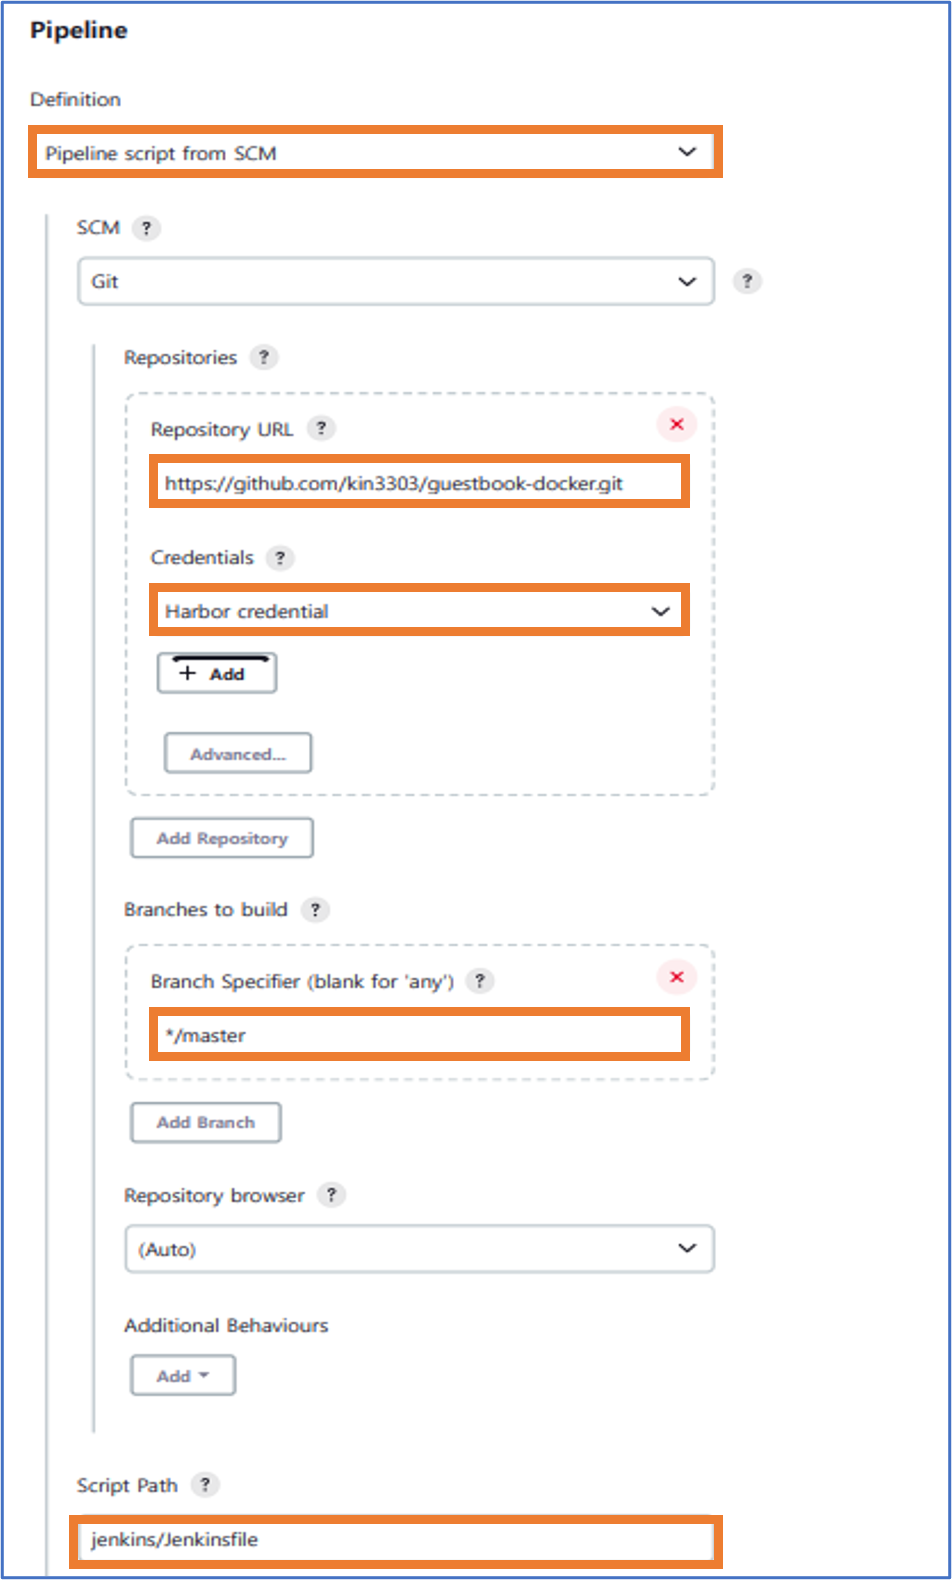 Pipeline
Definition
Pipeline script from SCM
SCM ?
Git
?
Repositories ?
Repository URL ?
https://github.com/kin3303/guestbook-docker.git
Credentials ?
Harbor credential
+ Add
Advanced...
Add Repository
Branches to build ?
Branch Specifier (blank for 'any') ?
*/master
Add Branch
Repository browser ?
(Auto)
Additional Behaviours
Add
Script Path ?
jenkins/Jenkinsfile